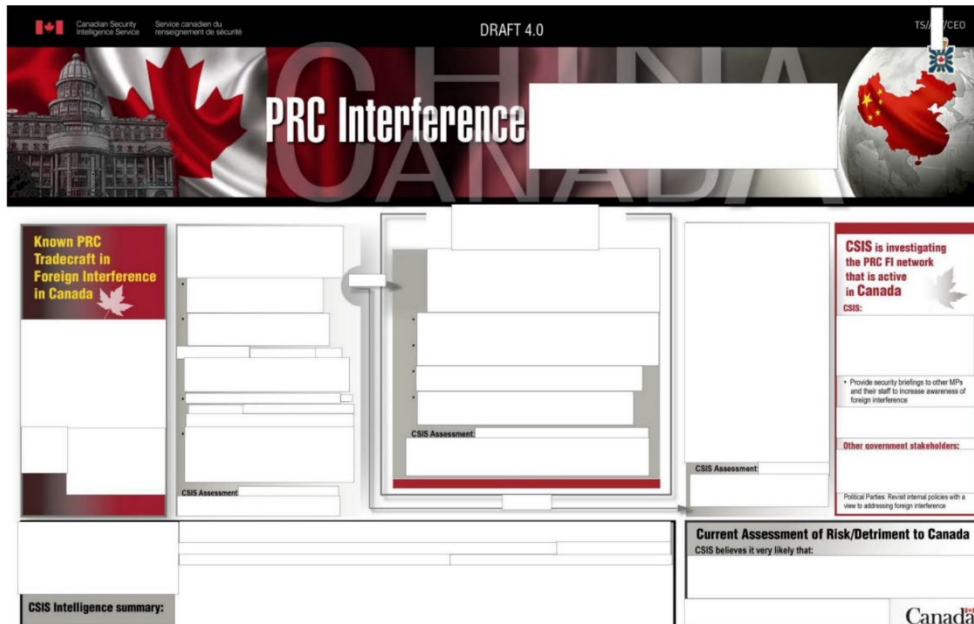 Canadian Security
Intelligence Service
Service canadien du
renseignement de sécurité
DRAFT 4.0
CHINA
CANADA
PRC Interference
Known PRC
Tradecraft in
Foreign Interference
in Canada
CSIS Assessment
CSIS Assessment:
CSIS Assessment:
CSIS is investigating
the PRC FI network
that is active
in Canada
CSIS:
• Provide security briefings to other MPs
and their staff to increase awareness of
foreign interference
Other government stakeholders:
Political Parties: Revisit internal policies with a
view to addressing foreign interference
CSIS Intelligence summary:
Current Assessment of Risk/Detriment to Canada
CSIS believes it very likely that:
Canada